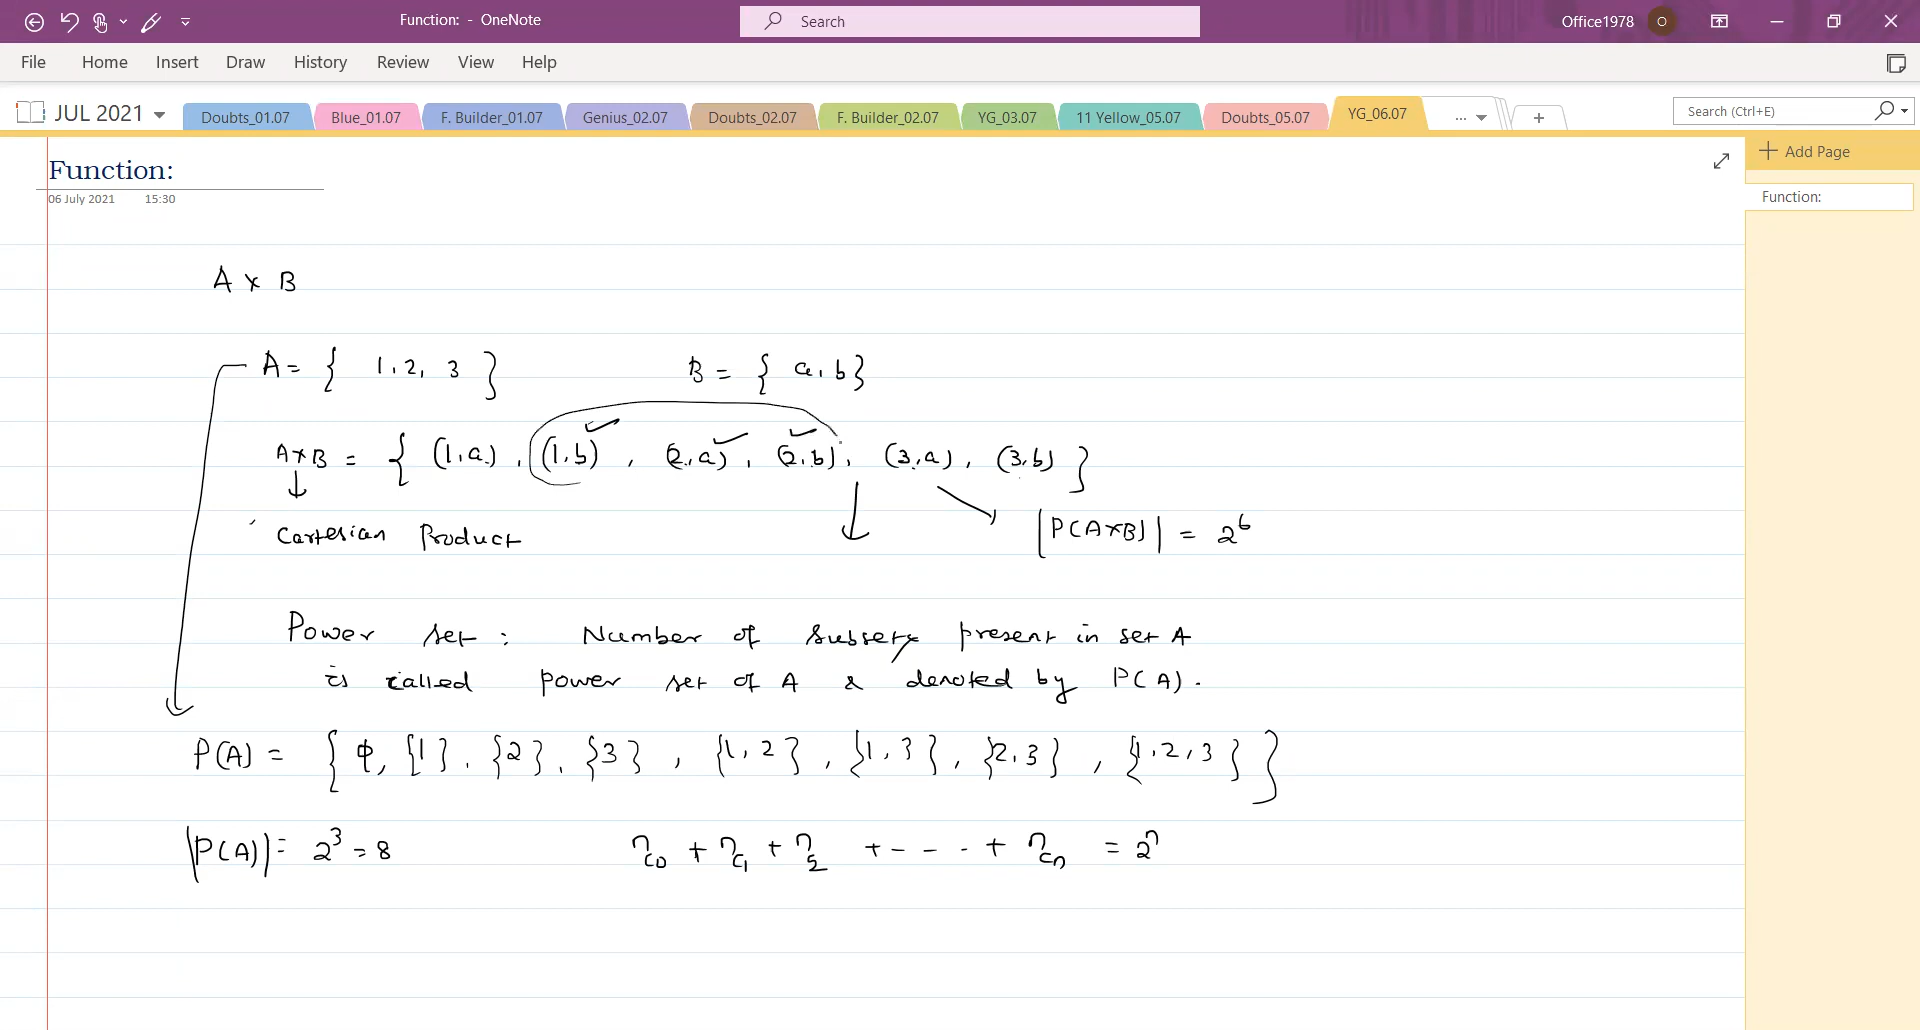 Function: - OneNote
Search
Office1978
O
File Home Insert Draw History Review View Help
JUL 2021
Doubts_01.07 Blue_01.07 F. Builder_01.07 Genius_02.07 Doubts_02.07 F. Builder_02.07 YG_03.07 11 Yellow_05.07 Doubts_05.07 YG_06.07 ... +
Search (Ctrl+E)
Add Page
Function:
Function:
06 July 2021 15:30
A × B
A = { 1, 2, 3 } B = { a, b }
A×B = { (1,a), (1,b), (2,a), (2,b), (3,a), (3,b) }
Cartesian Product
|P(A×B)| = 2^6
Power set : Number of subsets present in set A
is called power set of A & denoted by P(A).
P(A) = { φ, {1}, {2}, {3}, {1,2}, {1,3}, {2,3}, {1,2,3} }
|P(A)| = 2^3 = 8 nc0 + nc1 + nc2 + - - - + ncn = 2^n